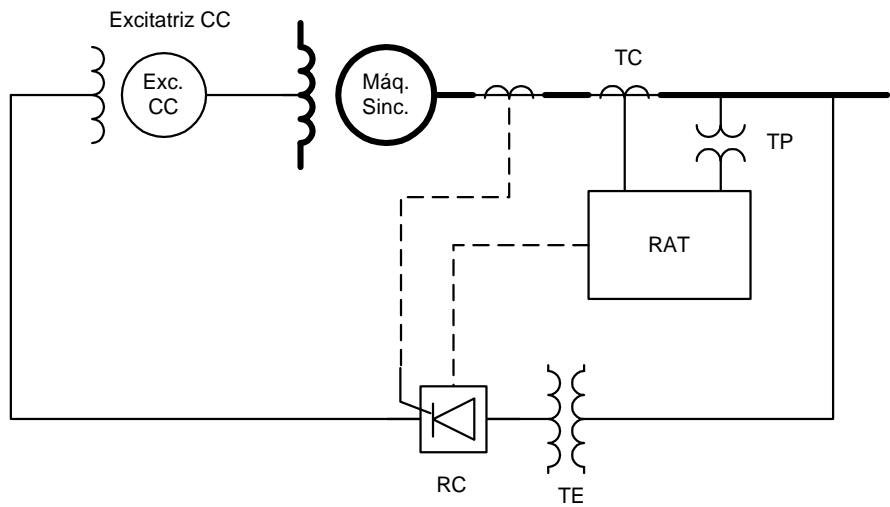 Excitatriz CC
Exc.
CC
Máq.
Sinc.
TC
TP
RAT
RC
TE